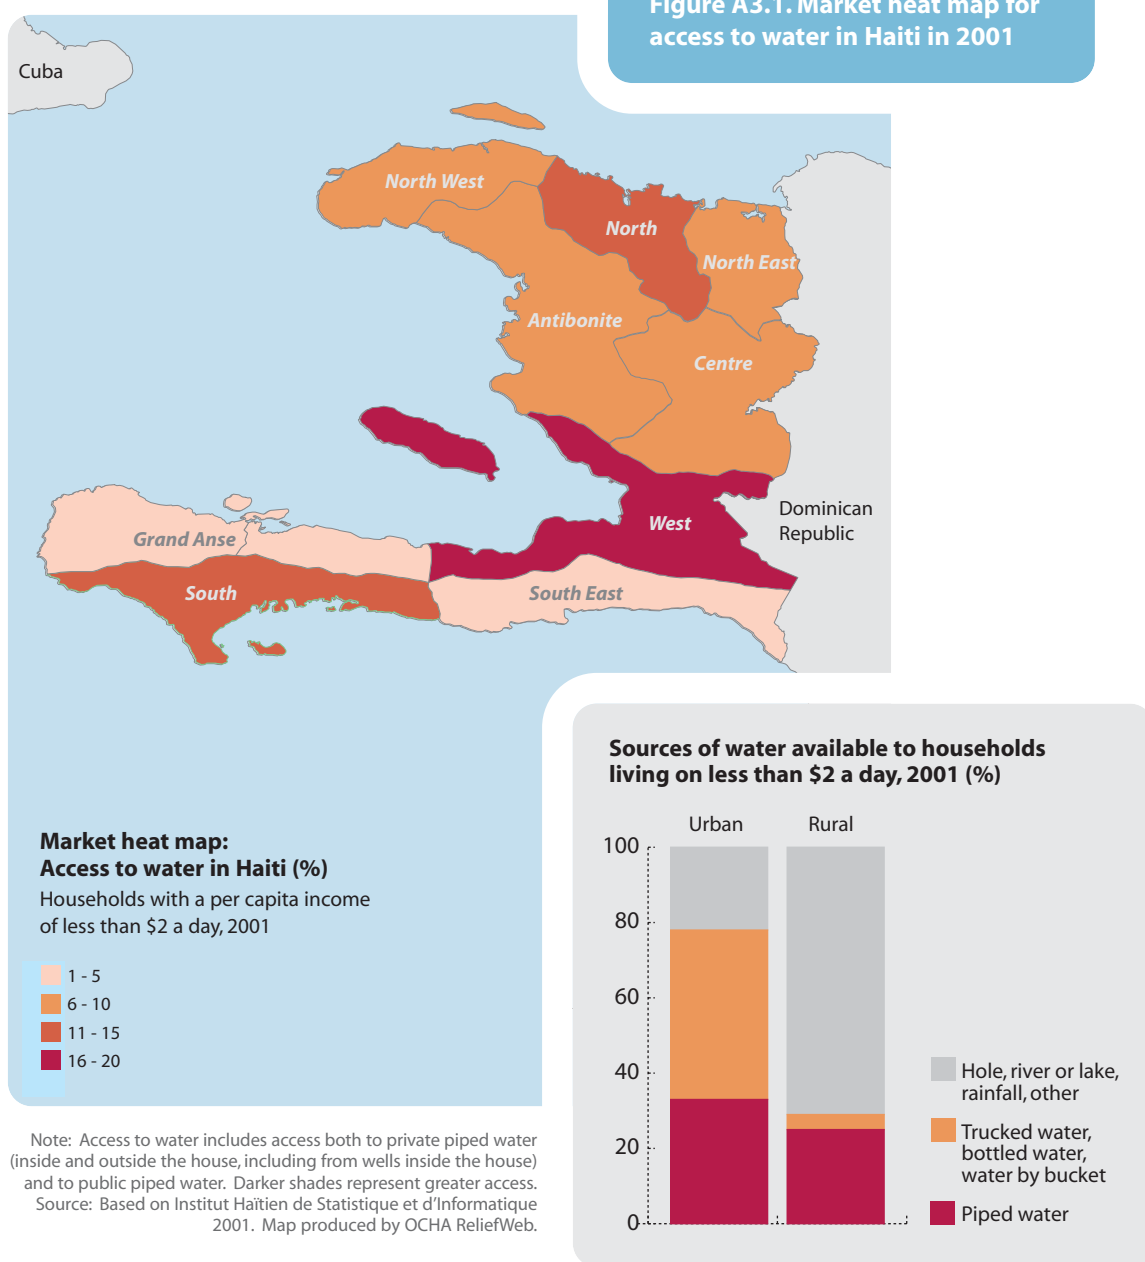 Figure A3.1. Market heat map for
access to water in Haiti in 2001
Cuba
North West
North
North East
Antibonite
Centre
Dominican
Republic
West
Grand Anse
South
South East
Market heat map:
Access to water in Haiti (%)
Households with a per capita income
of less than $2 a day, 2001
1 - 5
6 - 10
11 - 15
16 - 20
Note: Access to water includes access both to private piped water
(inside and outside the house, including from wells inside the house)
and to public piped water. Darker shades represent greater access.
Source: Based on Institut Haïtien de Statistique et d'Informatique
2001. Map produced by OCHA ReliefWeb.
Sources of water available to households
living on less than $2 a day, 2001 (%)
Urban Rural
100
80
60
40
20
0
Hole, river or lake,
rainfall, other
Trucked water,
bottled water,
water by bucket
Piped water